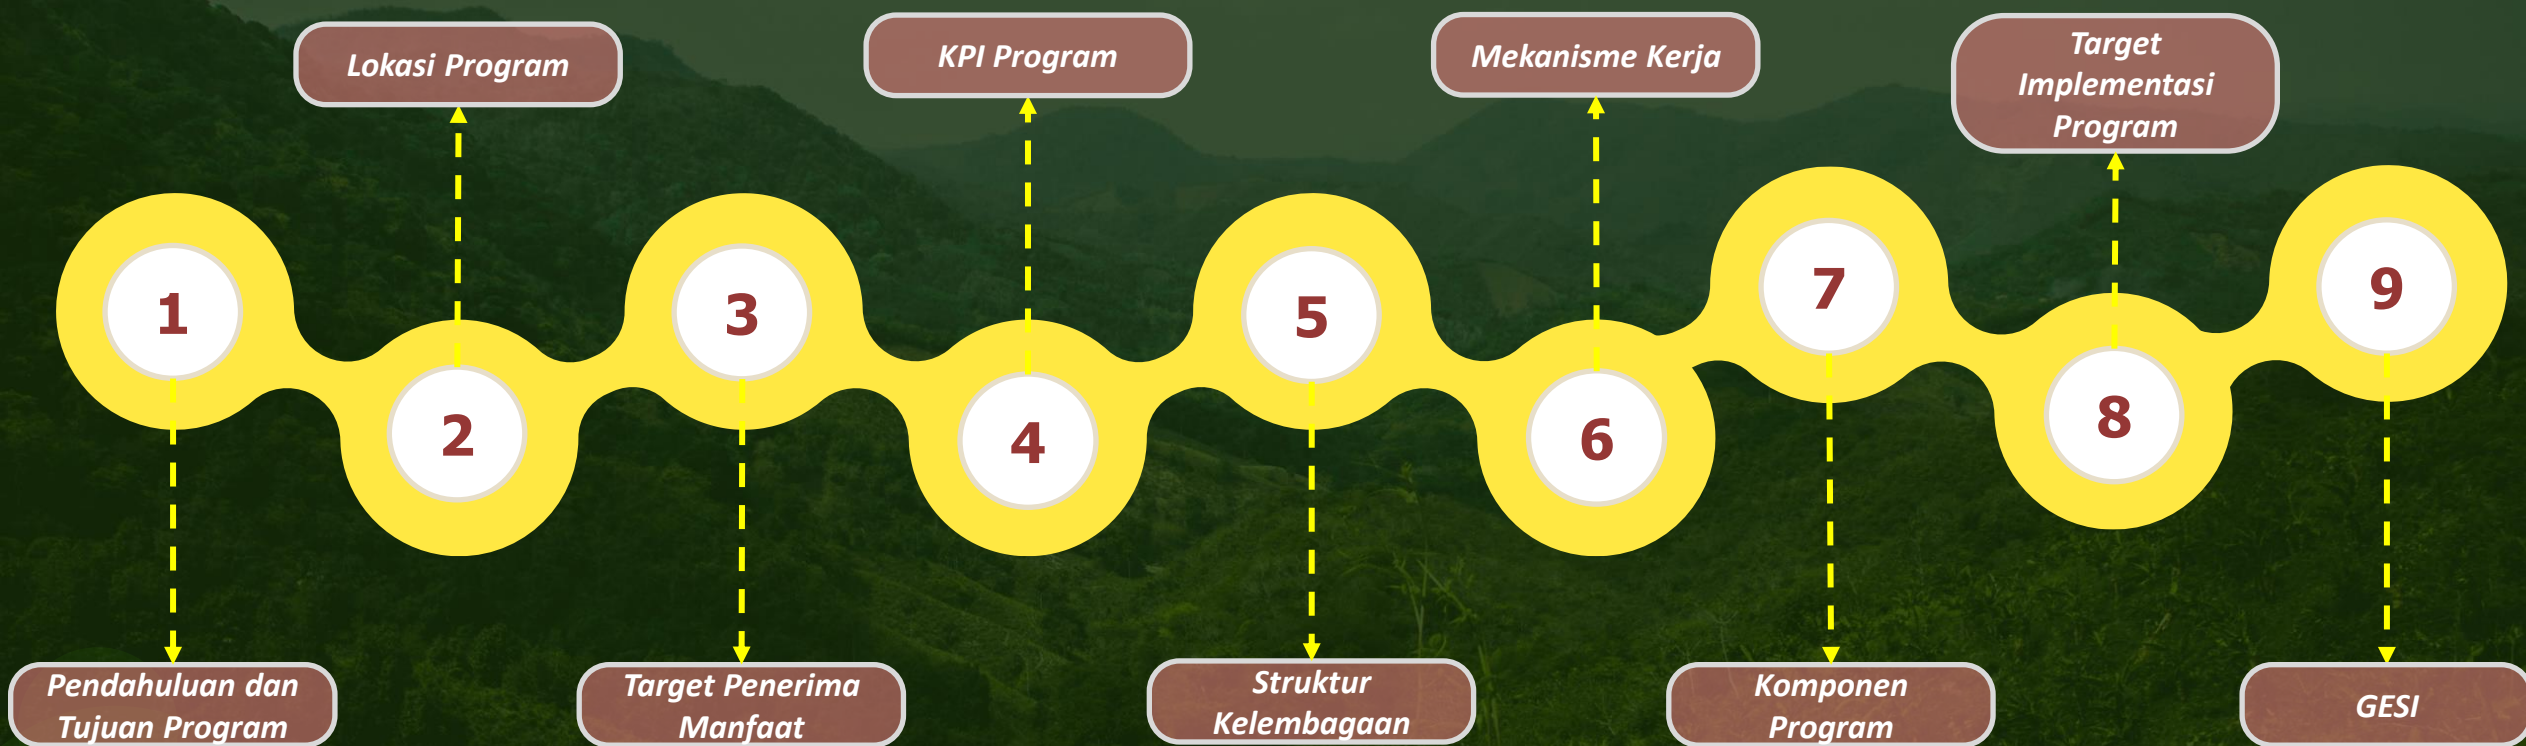 Lokasi Program
KPI Program
Mekanisme Kerja
Target
Implementasi
Program
1
2
3
4
5
6
7
8
9
Pendahuluan dan
Tujuan Program
Target Penerima
Manfaat
Struktur
Kelembagaan
Komponen
Program
GESI